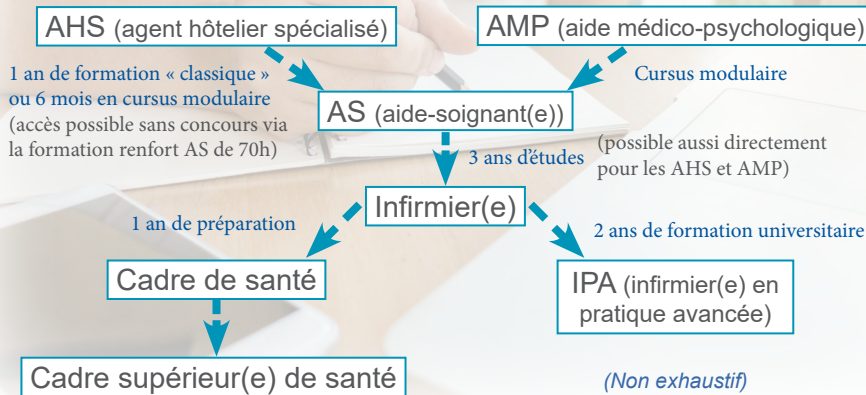 AHS (agent hôtelier spécialisé)
AMP (aide médico-psychologique)
1 an de formation « classique »
ou 6 mois en cursus modulaire
(accès possible sans concours via
la formation renfort AS de 70h)
Cursus modulaire
AS (aide-soignant(e))
3 ans d'études
(possible aussi directement
pour les AHS et AMP)
Infirmier(e)
1 an de préparation
2 ans de formation universitaire
Cadre de santé
IPA (infirmier(e) en
pratique avancée)
Cadre supérieur(e) de santé
(Non exhaustif)